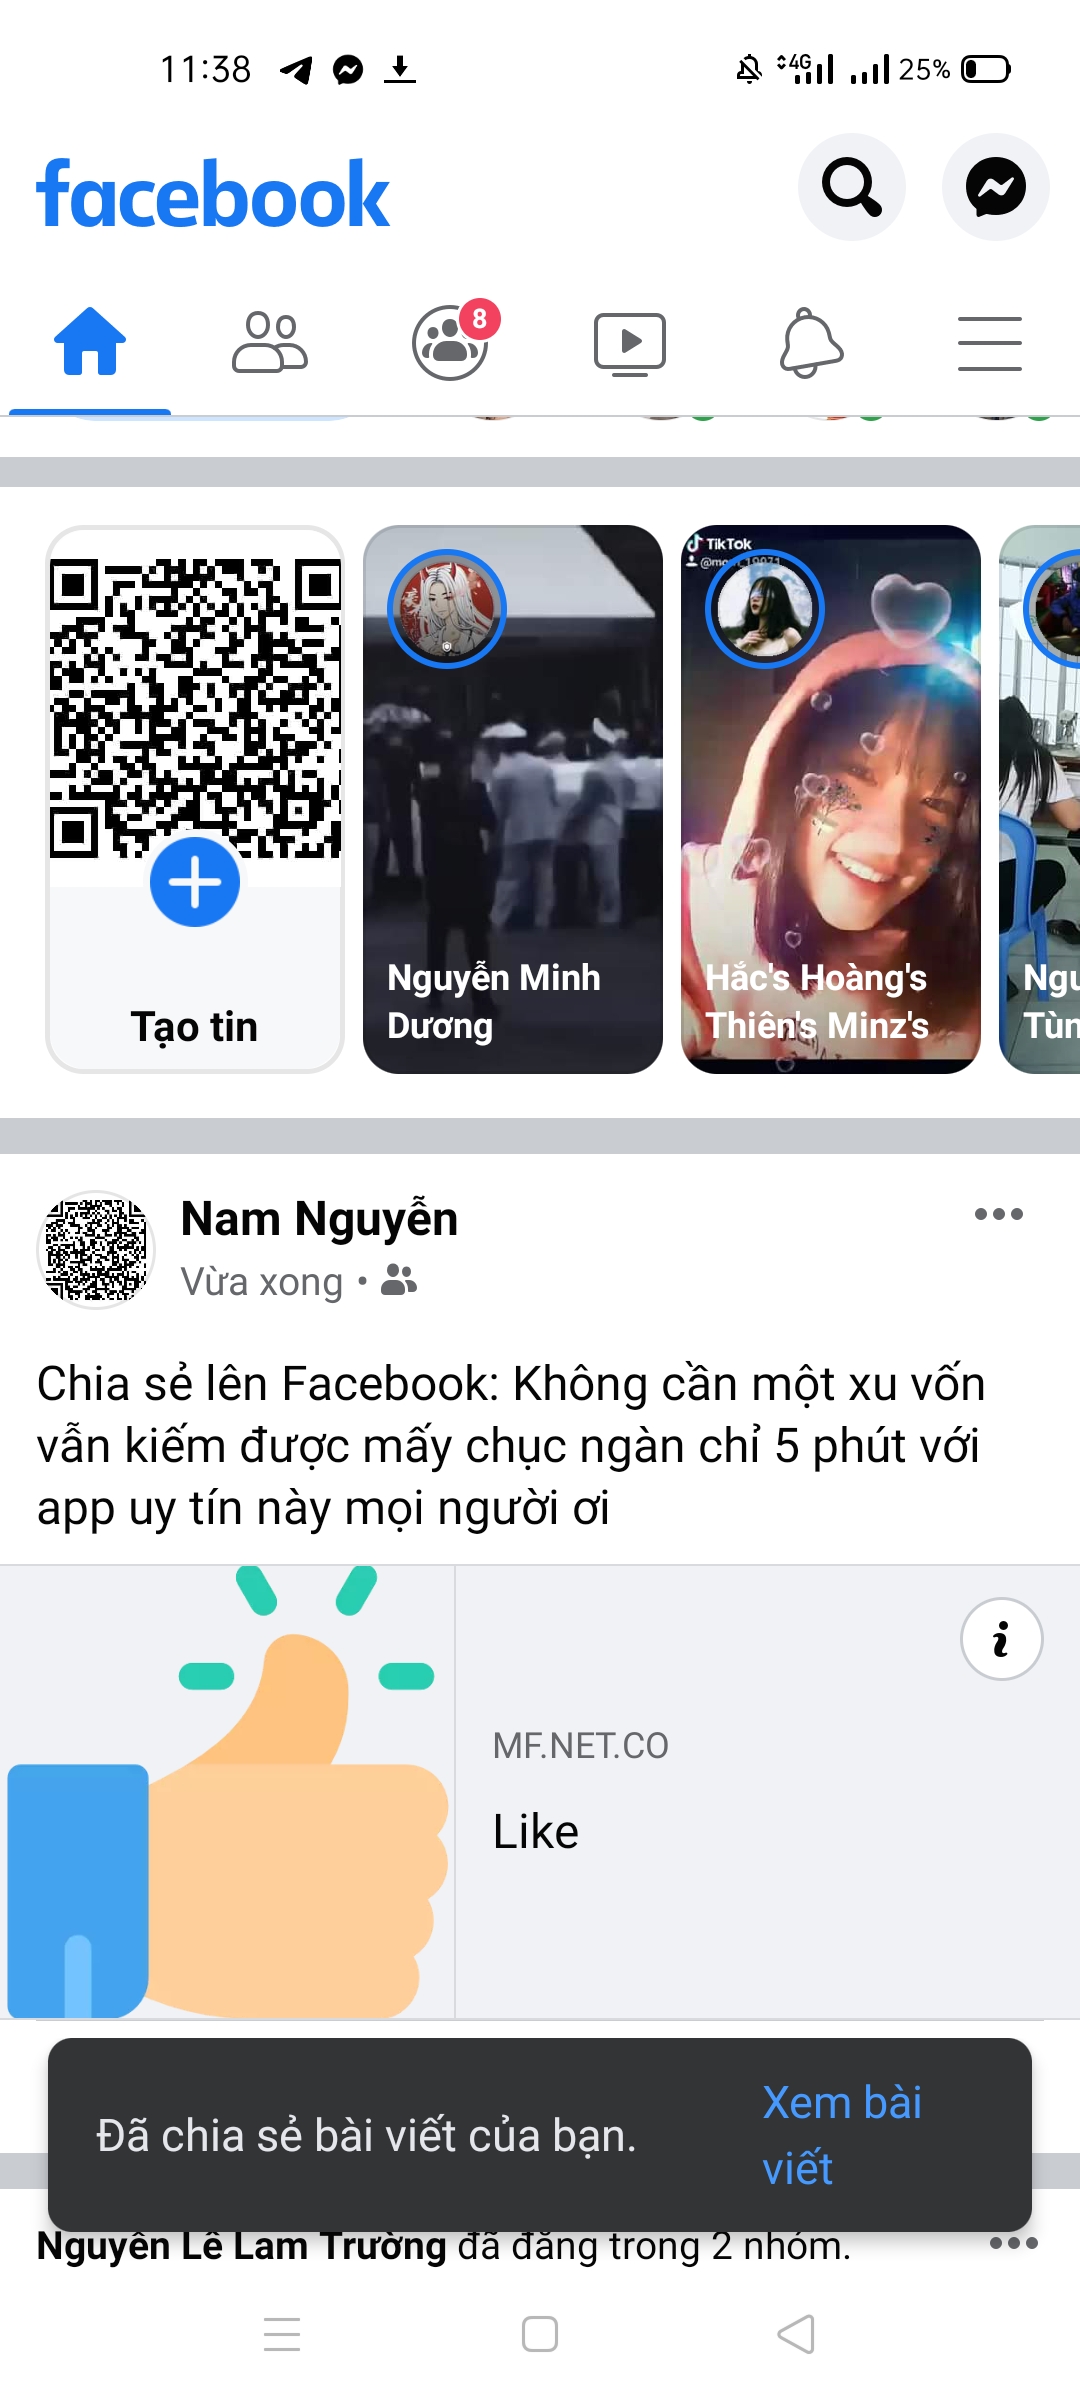 11:38
4G
25%
facebook
8
TikTok
Tạo tin
Nguyễn Minh
Dương
Hắc's Hoàng's
Thiên's Minz's
Nam Nguyễn
Vừa xong •
Chia sẻ lên Facebook: Không cần một xu vốn
vẫn kiếm được mấy chục ngàn chỉ 5 phút với
app uy tín này mọi người ơi
MF.NET.CO
Like
Đã chia sẻ bài viết của bạn.
Xem bài
viết
Nguyễn Lê Lam Trường đã đăng trong 2 nhóm.